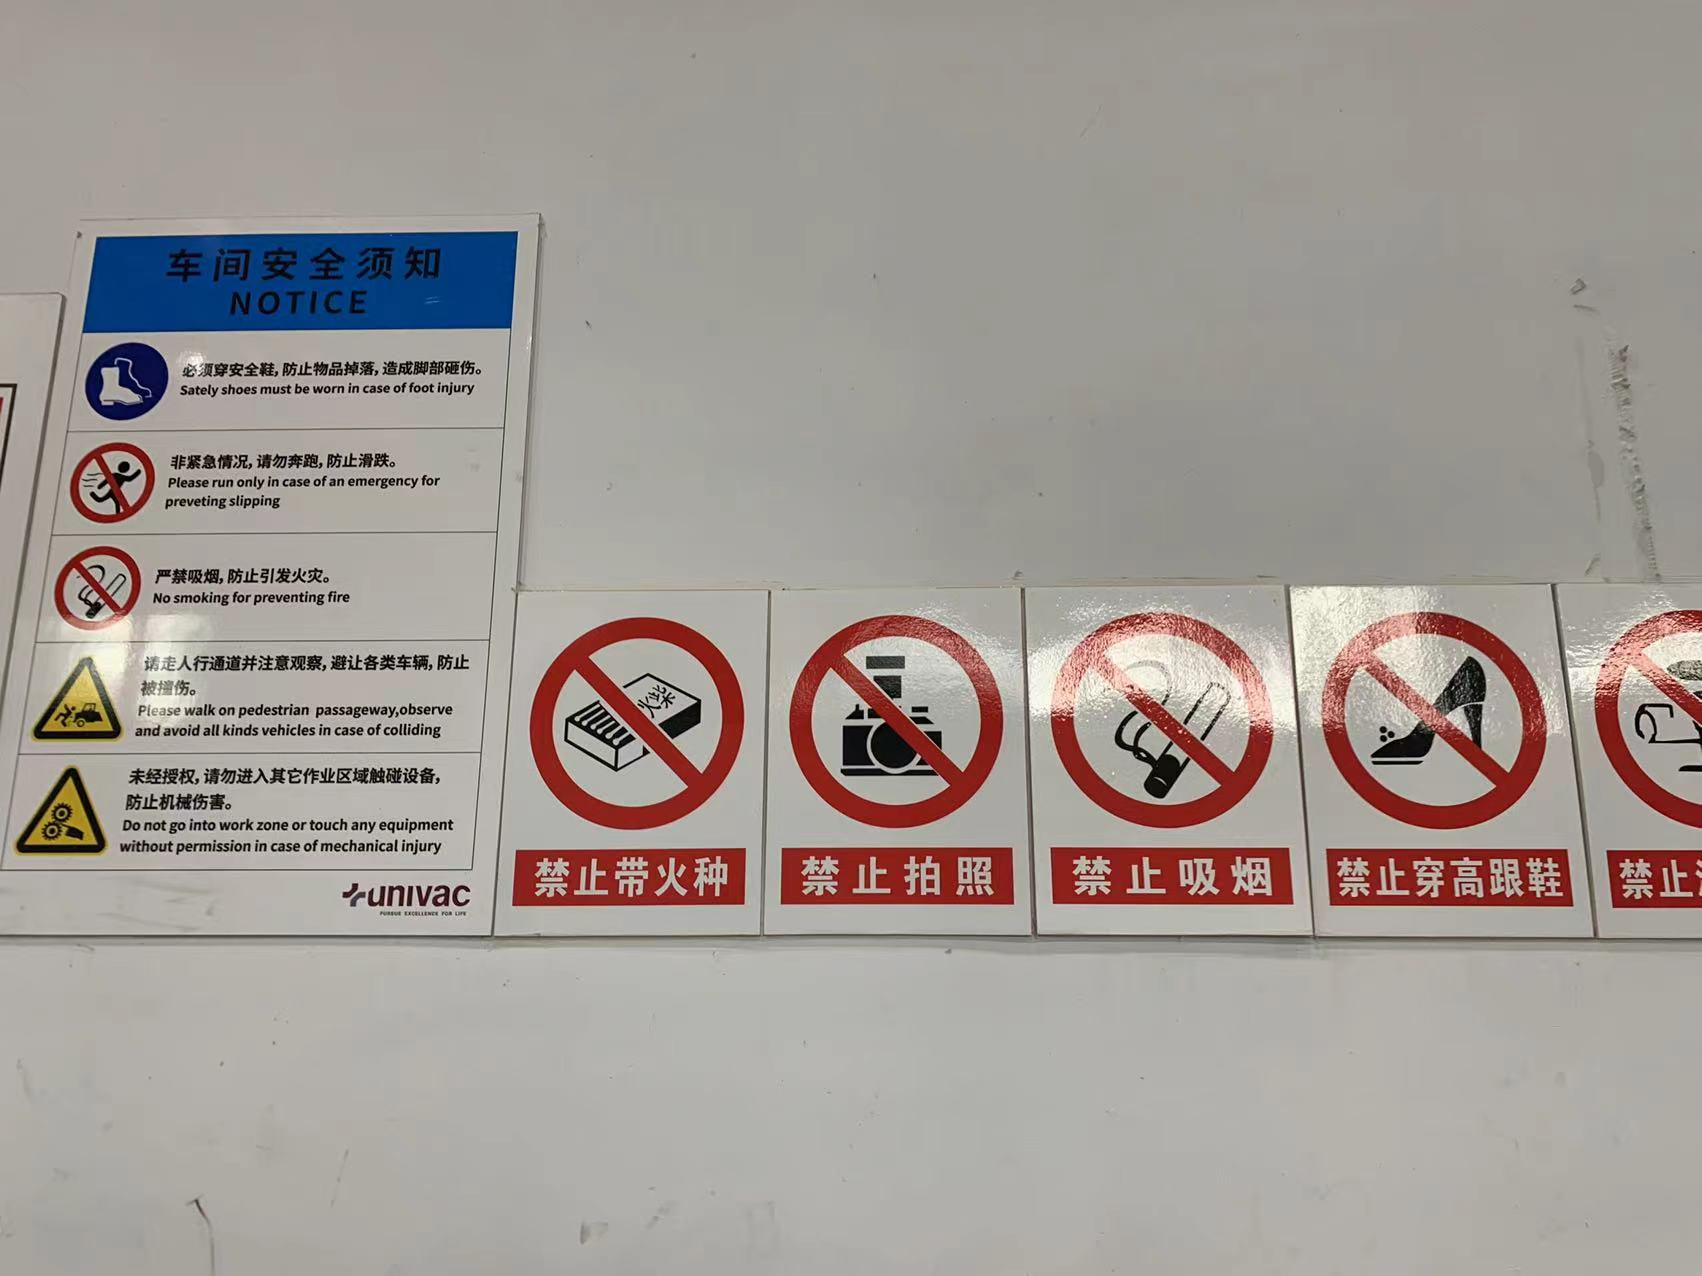 车间安全须知
NOTICE
必须穿安全鞋,防止物品掉落,造成脚部砸伤。
Sately shoes must be worn in case of foot injury
非紧急情况,请勿奔跑,防止滑跌。
Please run only in case of an emergency for
preveting slipping
严禁吸烟,防止引发火灾。
No smoking for preventing fire
请走人行通道并注意观察,避让各类车辆,防止
被撞伤。
Please walk on pedestrian passageway,observe
and avoid all kinds vehicles in case of colliding
未经授权,请勿进入其它作业区域触碰设备,
防止机械伤害。
Do not go into work zone or touch any equipment
without permission in case of mechanical injury
univac
PURSUE EXCELLENCE FOR LIFE
火柴
禁止带火种
禁止拍照
禁止吸烟
禁止穿高跟鞋
禁止